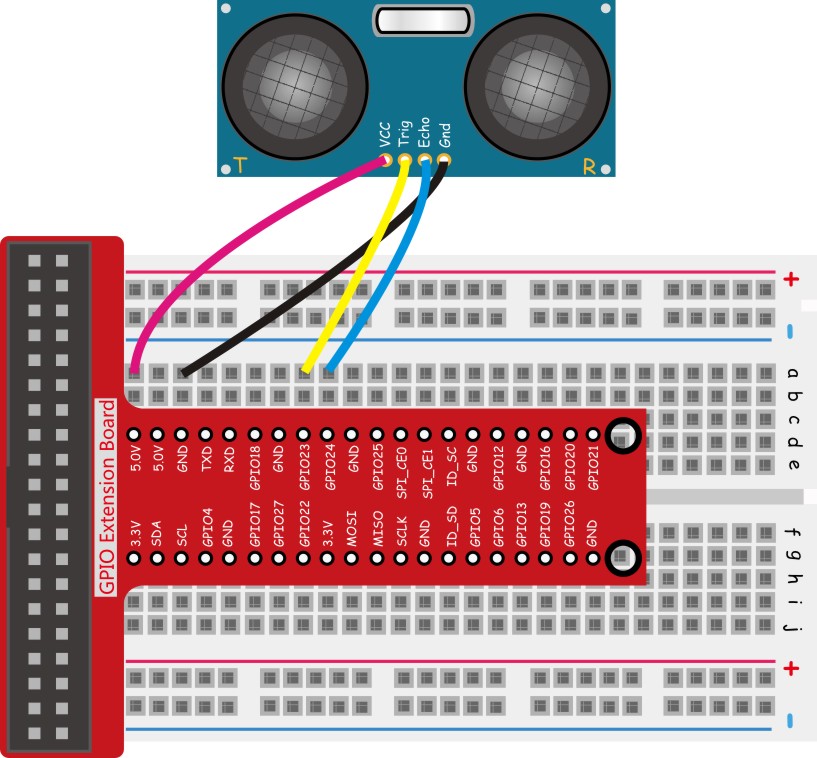 VCC Trig Echo Gnd
T R
+
-
a
b
c
d
e
GPIO Extension Board
5.0V 5.0V GND TXD RXD GPIO18 GND GPIO23 GPIO24 GND GPIO25 SPI_CE0 SPI_CE1 ID_SC GND GPIO12 GND GPIO16 GPIO20 GPIO21
3.3V SDA SCL GPIO4 GND GPIO17 GPIO27 GPIO22 3.3V MOSI MISO SCLK GND ID_SD GPIO5 GPIO6 GPIO13 GPIO19 GPIO26 GND
f
g
h
i
j
+
-